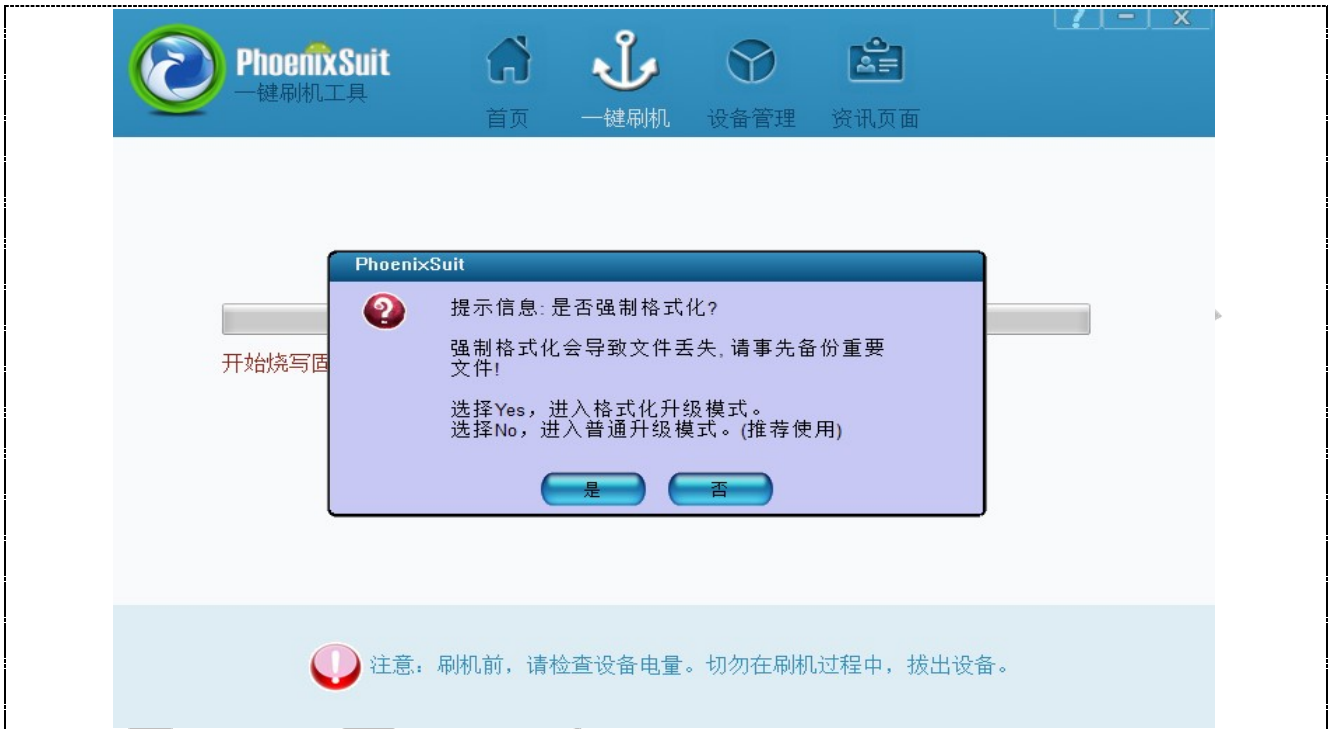 ? — x
PhoenixSuit
一键刷机工具
首页 一键刷机 设备管理 资讯页面
PhoenixSuit
提示信息: 是否强制格式化?
强制格式化会导致文件丢失, 请事先备份重要
文件!
选择Yes，进入格式化升级模式。
选择No，进入普通升级模式。(推荐使用)
开始烧写固
是 否
注意：刷机前，请检查设备电量。切勿在刷机过程中，拔出设备。